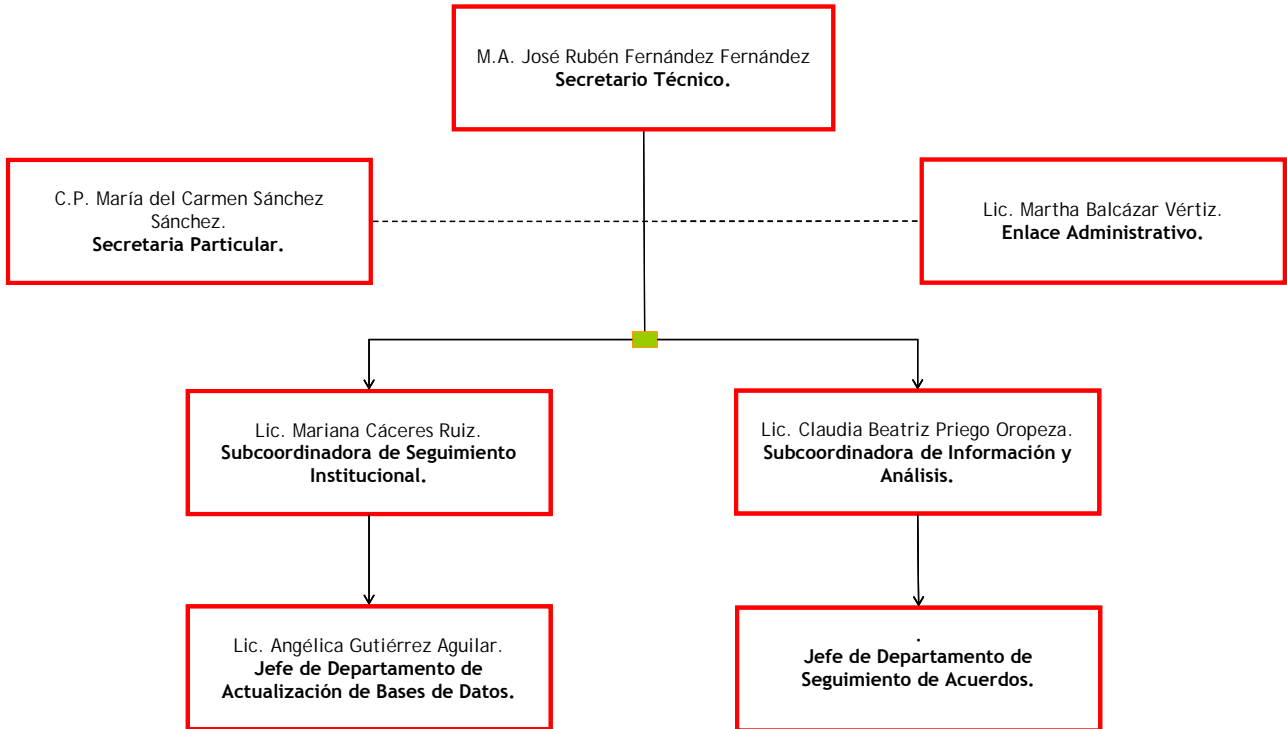 M.A. José Rubén Fernández Fernández
Secretario Técnico.
C.P. María del Carmen Sánchez
Sánchez.
Secretaria Particular.
Lic. Martha Balcázar Vértiz.
Enlace Administrativo.
Lic. Mariana Cáceres Ruiz.
Subcoordinadora de Seguimiento
Institucional.
Lic. Claudia Beatriz Priego Oropeza.
Subcoordinadora de Información y
Análisis.
Lic. Angélica Gutiérrez Aguilar.
Jefe de Departamento de
Actualización de Bases de Datos.
.
Jefe de Departamento de
Seguimiento de Acuerdos.